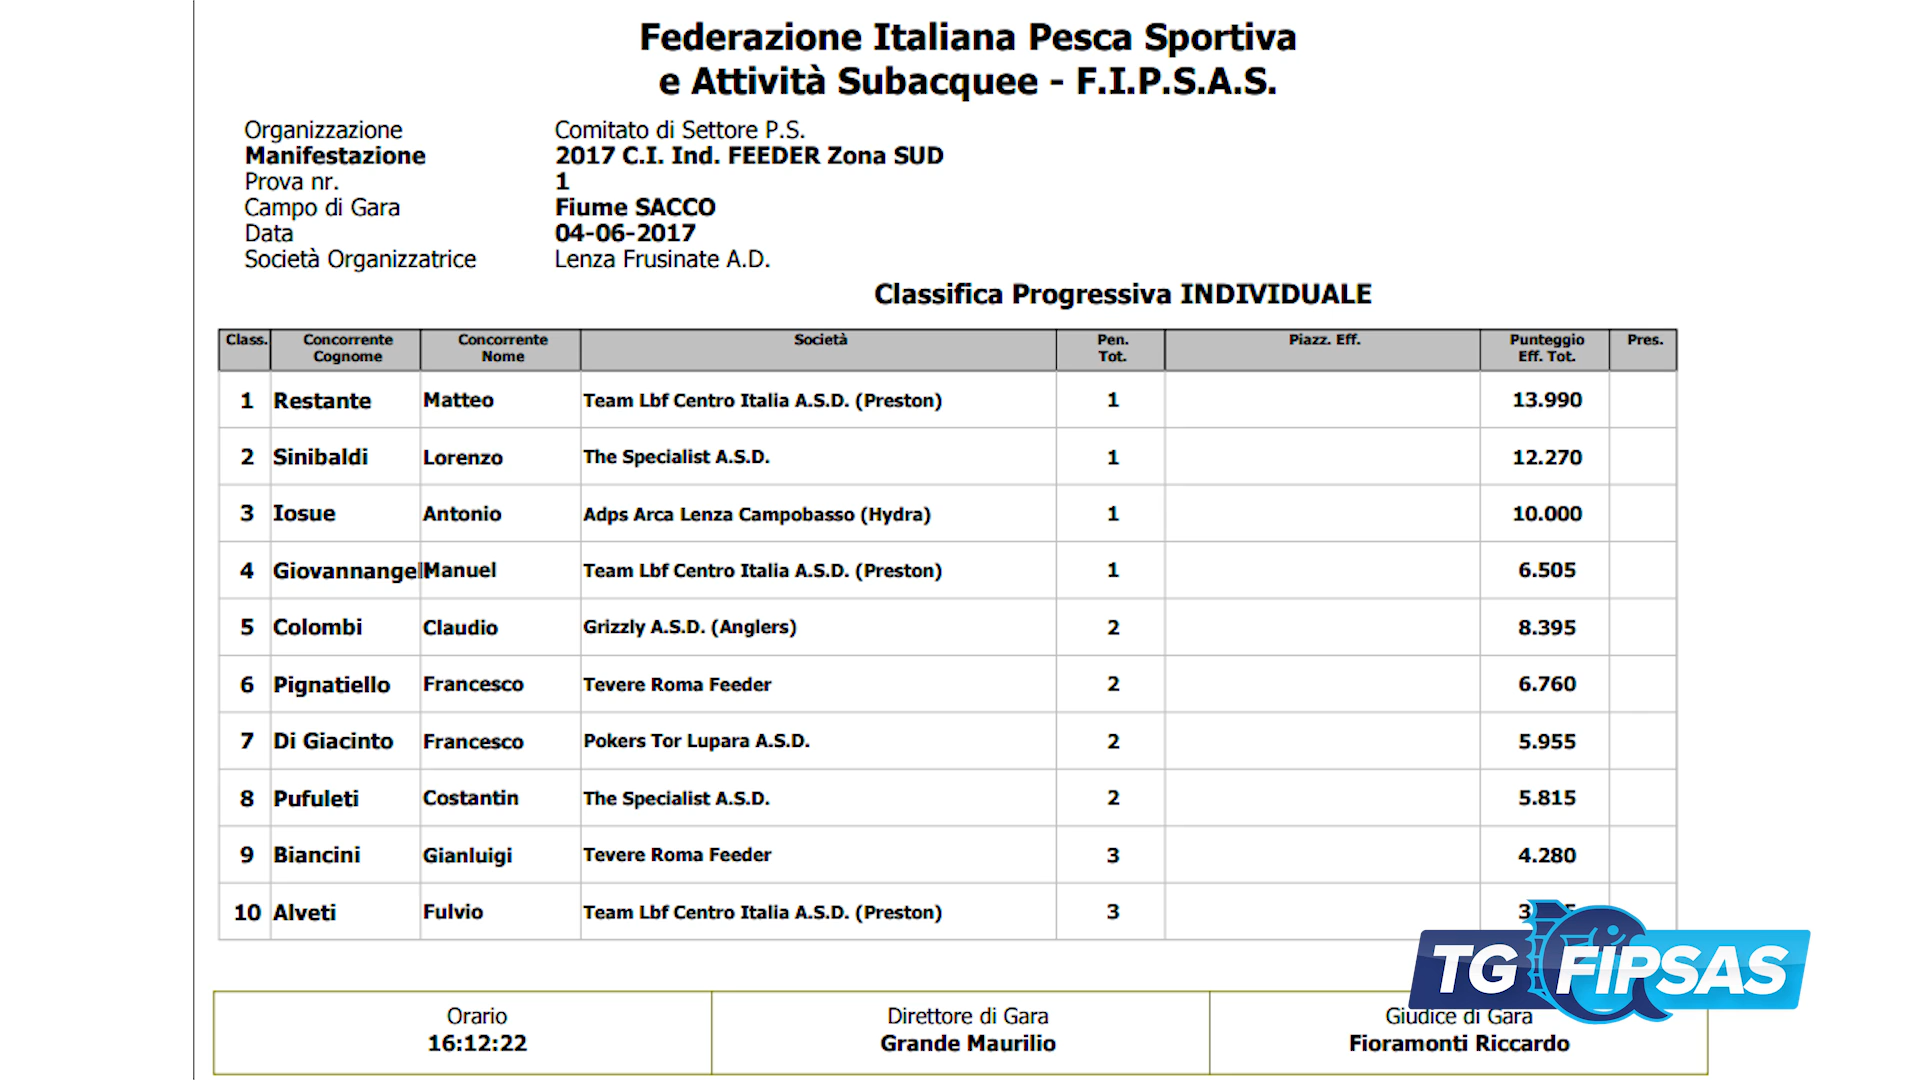 Federazione Italiana Pesca Sportiva
e Attività Subacquee - F.I.P.S.A.S.
Organizzazione Comitato di Settore P.S.
Manifestazione 2017 C.I. Ind. FEEDER Zona SUD
Prova nr. 1
Campo di Gara Fiume SACCO
Data 04-06-2017
Società Organizzatrice Lenza Frusinate A.D.
Classifica Progressiva INDIVIDUALE
Class. Concorrente Cognome Concorrente Nome Società Pen. Tot. Piazz. Eff. Punteggio Eff. Tot. Pres.
1 Restante Matteo Team Lbf Centro Italia A.S.D. (Preston) 1 13.990
2 Sinibaldi Lorenzo The Specialist A.S.D. 1 12.270
3 Iosue Antonio Adps Arca Lenza Campobasso (Hydra) 1 10.000
4 Giovannangel Manuel Team Lbf Centro Italia A.S.D. (Preston) 1 6.505
5 Colombi Claudio Grizzly A.S.D. (Anglers) 2 8.395
6 Pignatiello Francesco Tevere Roma Feeder 2 6.760
7 Di Giacinto Francesco Pokers Tor Lupara A.S.D. 2 5.955
8 Pufuleti Costantin The Specialist A.S.D. 2 5.815
9 Biancini Gianluigi Tevere Roma Feeder 3 4.280
10 Alveti Fulvio Team Lbf Centro Italia A.S.D. (Preston) 3
TG FIPSAS
Orario Direttore di Gara Giudice di Gara
16:12:22 Grande Maurilio Fioramonti Riccardo